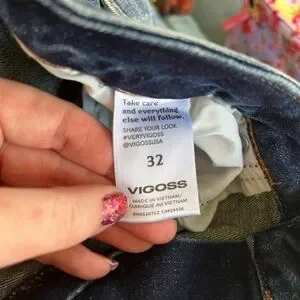 Take care
and everything
else will follow.
SHARE YOUR LOOK
#VERYVIGOSS
@VIGOSSUSA
32
VIGOSS
MADE IN VIETNAM/
FABRIQUÉ AU VIETNAM